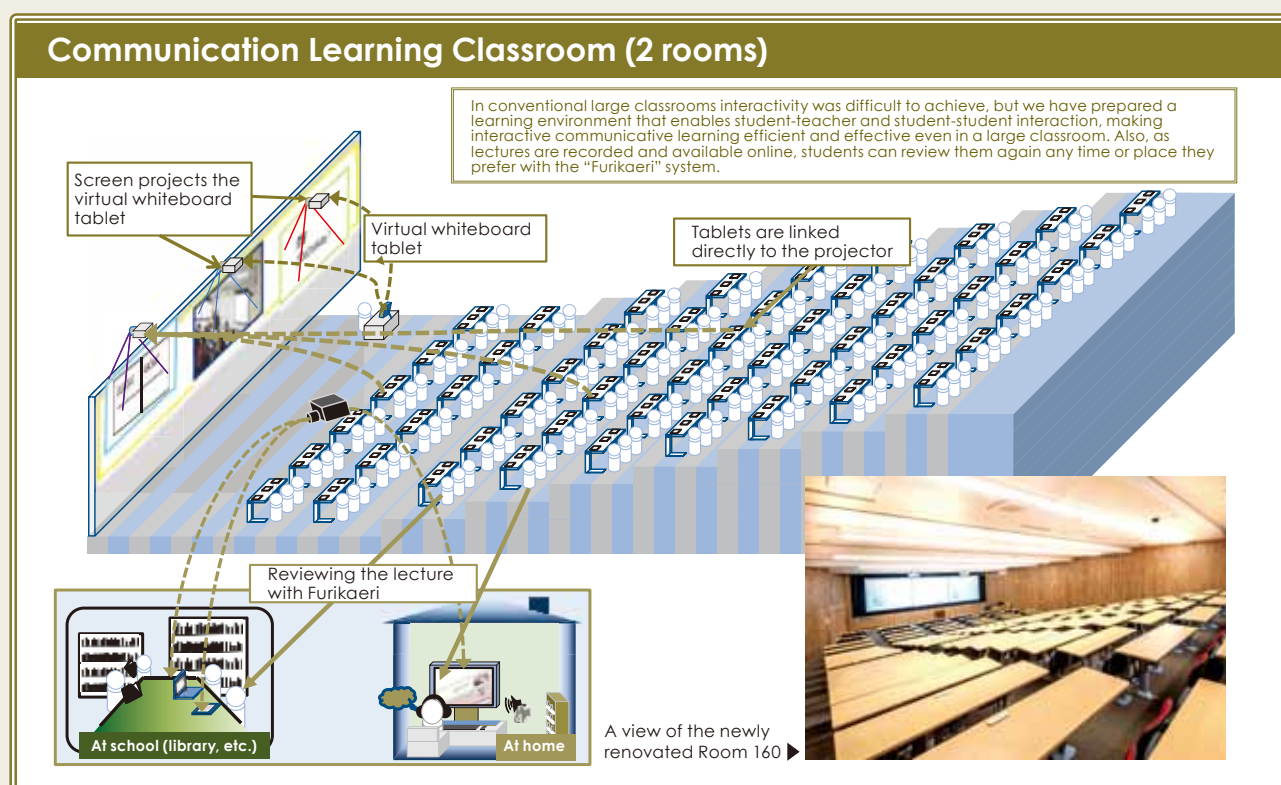 Communication Learning Classroom (2 rooms)
In conventional large classrooms interactivity was difficult to achieve, but we have prepared a
learning environment that enables student-teacher and student-student interaction, making
interactive communicative learning efficient and effective even in a large classroom. Also, as
lectures are recorded and available online, students can review them again any time or place they
prefer with the “Furikaeri” system.
Screen projects the
virtual whiteboard
tablet
Virtual whiteboard
tablet
Tablets are linked
directly to the projector
Reviewing the lecture
with Furikaeri
At school (library, etc.)
At home
A view of the newly
renovated Room 160